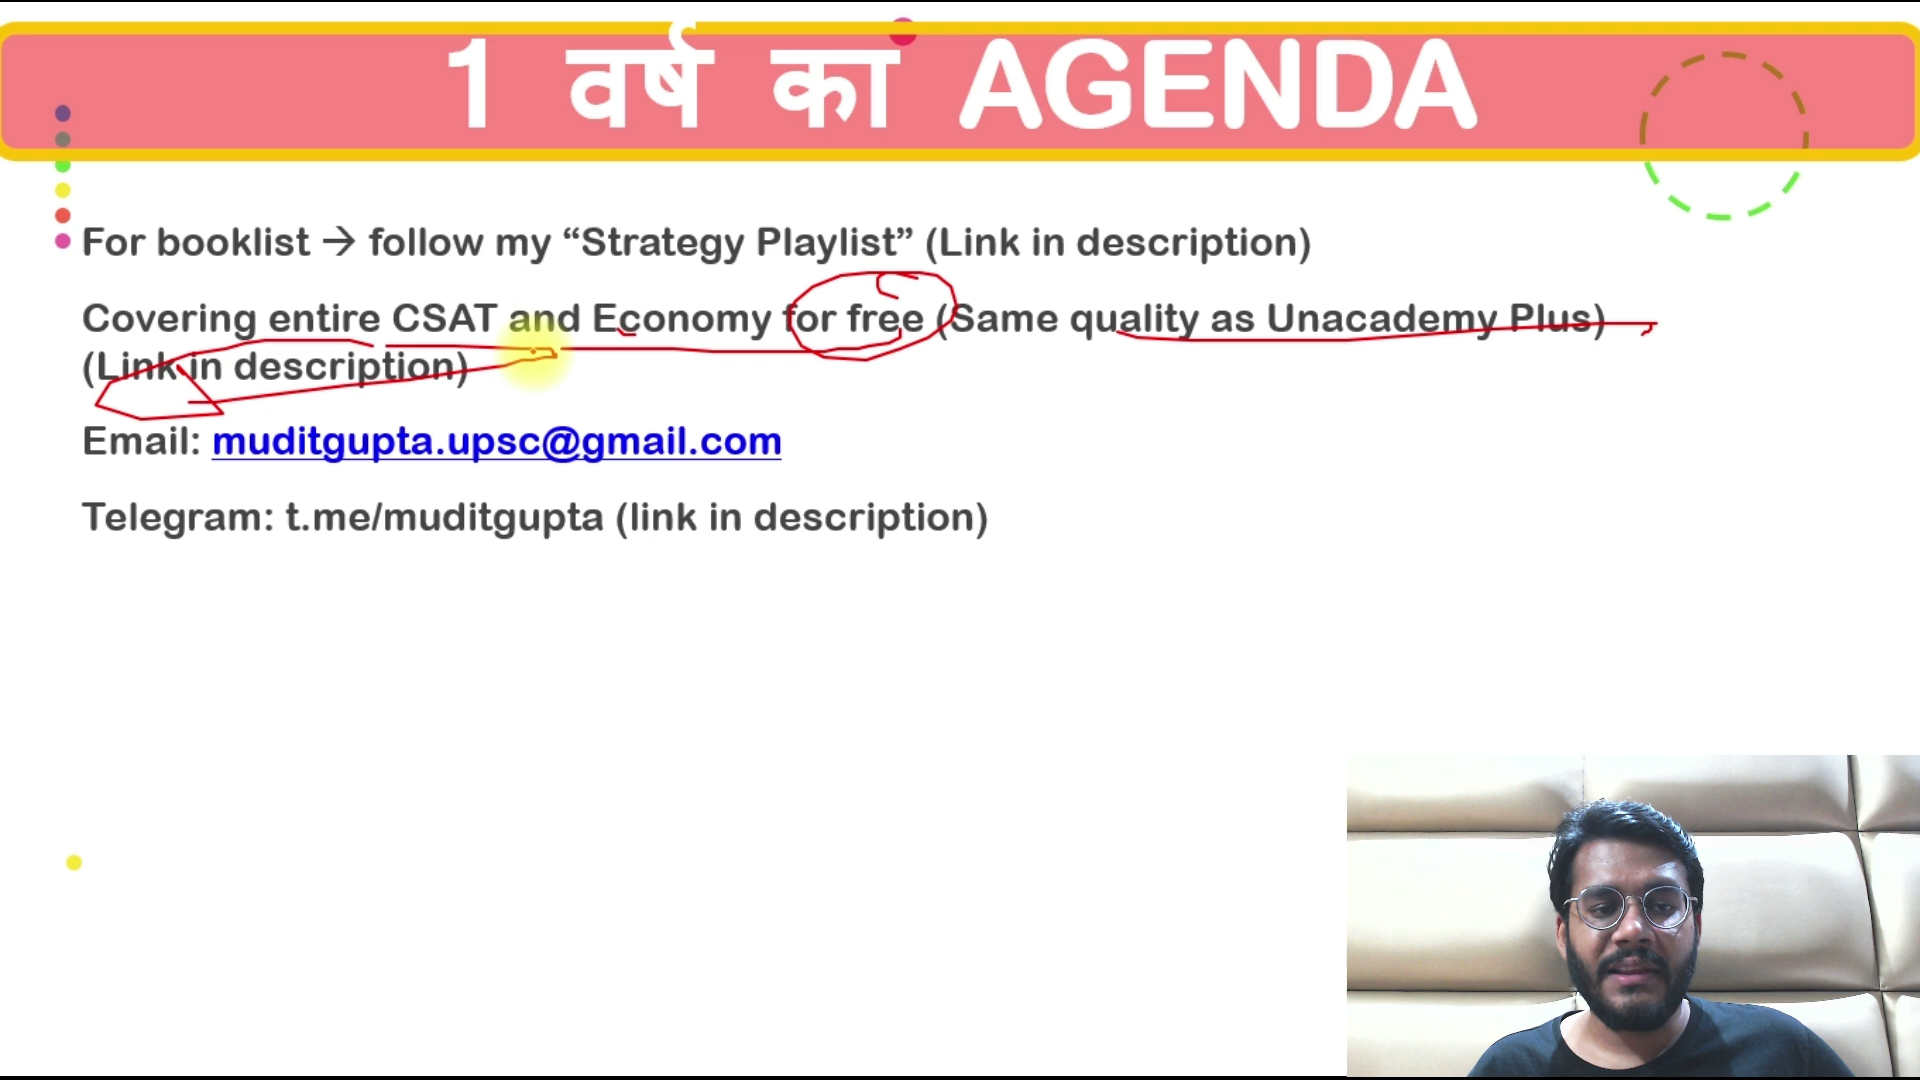 1 वर्ष का AGENDA
For booklist → follow my “Strategy Playlist” (Link in description)
Covering entire CSAT and Economy for free (Same quality as Unacademy Plus)
(Link in description)
Email: muditgupta.upsc@gmail.com
Telegram: t.me/muditgupta (link in description)